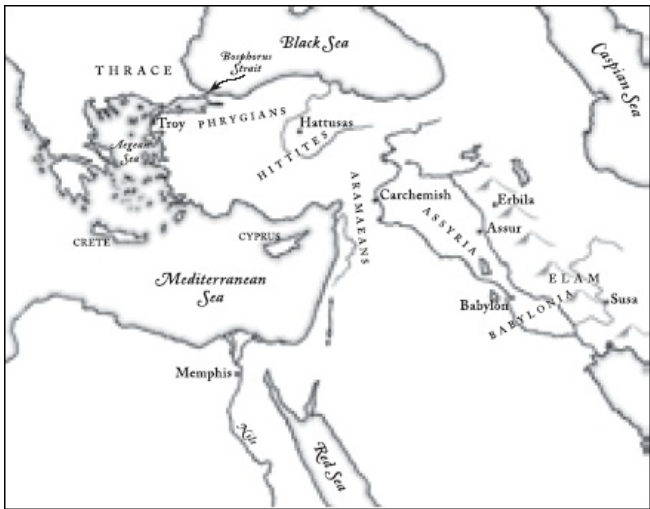 Black Sea
Bosphorus
Strait
THRACE
Caspian Sea
Troy
PHRYGIANS
Hattusas
Aegean
Sea
HITTITES
ARAMAEANS
Carchemish
Erbila
ASSYRIA
Assur
CRETE
CYPRUS
Mediterranean
Sea
ELAM
Babylon
BABYLONIA
Susa
Memphis
Nile
Red Sea